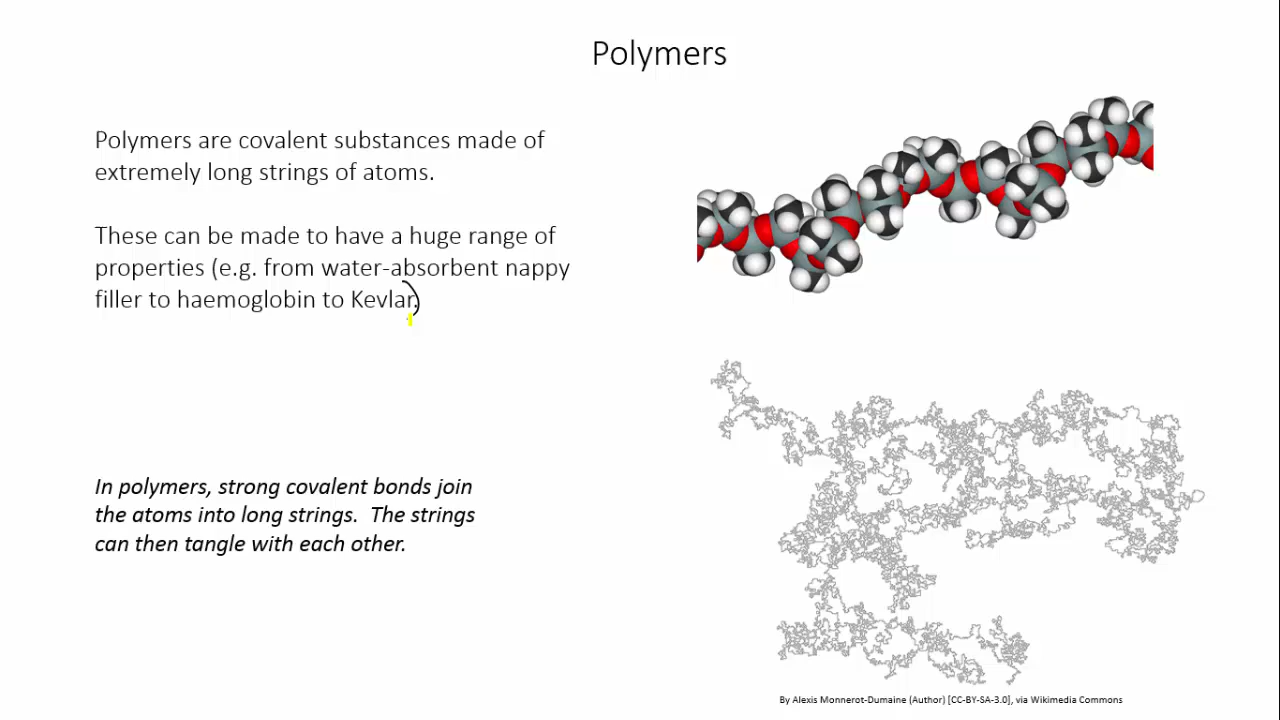 Polymers
Polymers are covalent substances made of
extremely long strings of atoms.
These can be made to have a huge range of
properties (e.g. from water-absorbent nappy
filler to haemoglobin to Kevlar.)
In polymers, strong covalent bonds join
the atoms into long strings.  The strings
can then tangle with each other.
By Alexis Monnerot-Dumaine (Author) [CC-BY-SA-3.0], via Wikimedia Commons